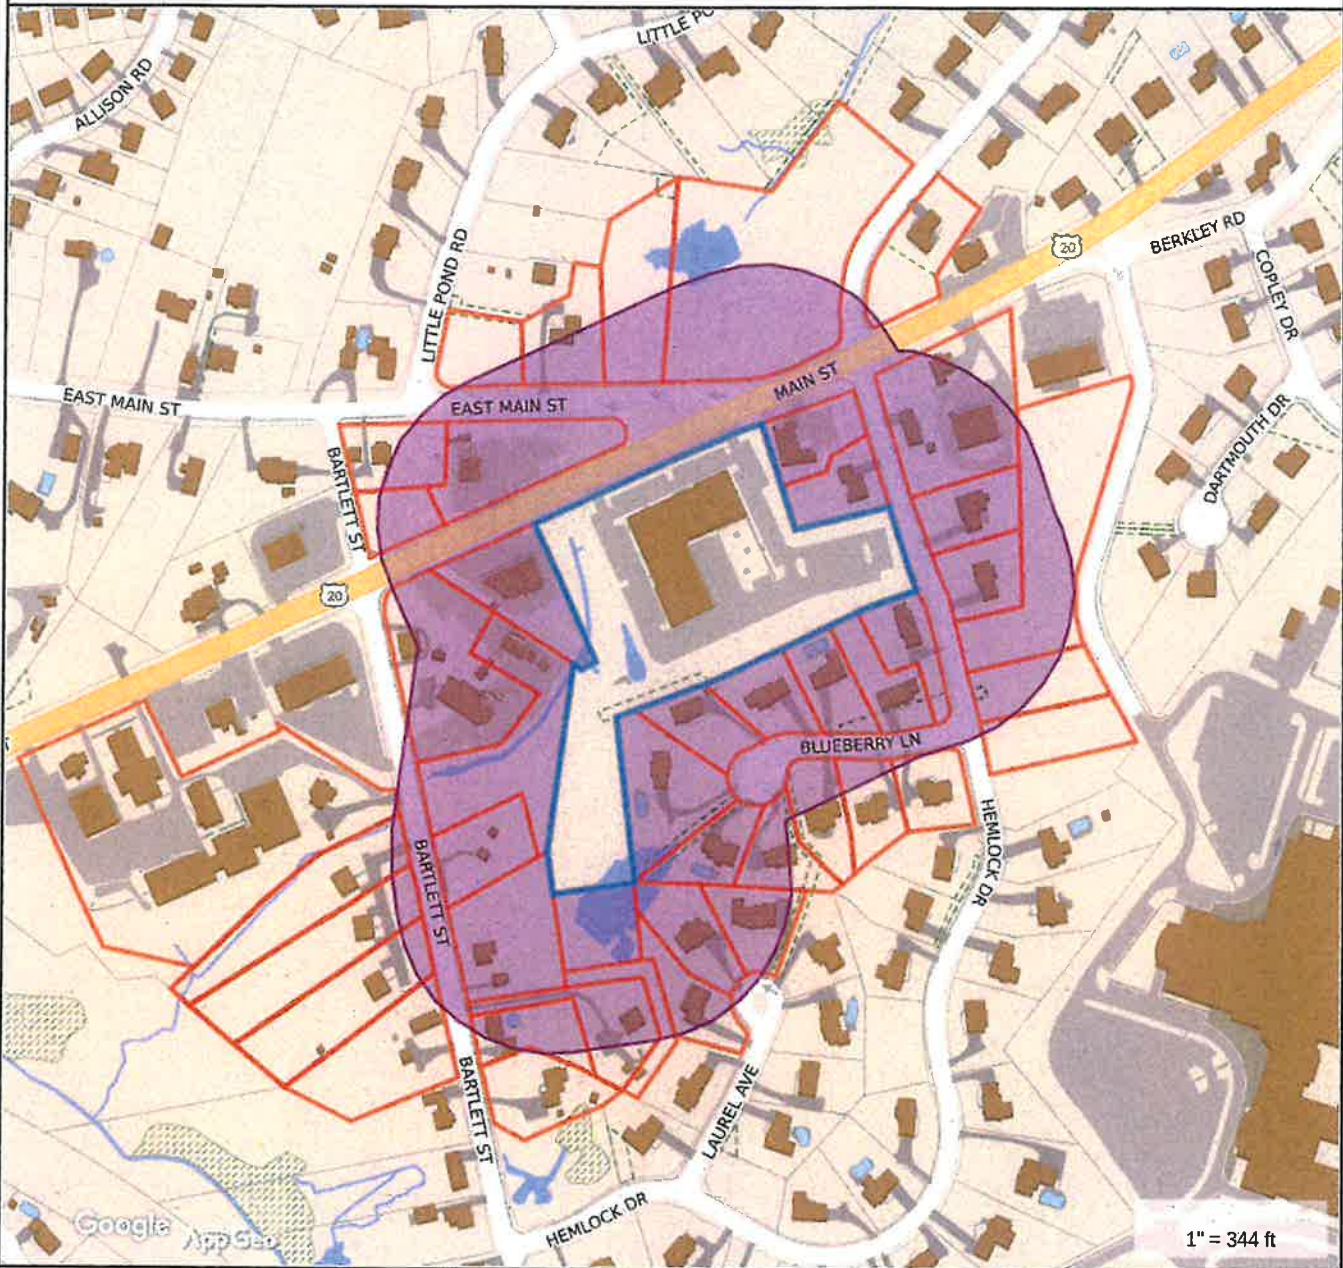 LITTLE PO
ALLISON RD
LITTLE POND RD
20
BERKLEY RD
COPLEY DR
EAST MAIN ST
EAST MAIN ST
MAIN ST
DARTMOUTH DR
BARTLETT ST
20
BLUEBERRY LN
HEMLOCK DR
BARTLETT ST
BARTLETT ST
LAUREL AVE
HEMLOCK DR
Google
AppGeo
1" = 344 ft